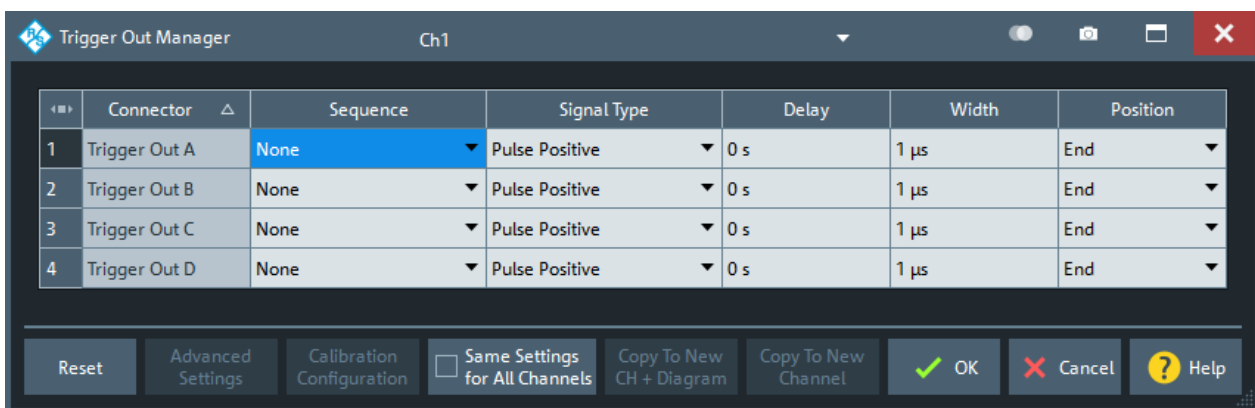 Trigger Out Manager Ch1
Connector Sequence Signal Type Delay Width Position
1 Trigger Out A None Pulse Positive 0 s 1 µs End
2 Trigger Out B None Pulse Positive 0 s 1 µs End
3 Trigger Out C None Pulse Positive 0 s 1 µs End
4 Trigger Out D None Pulse Positive 0 s 1 µs End
Reset
Advanced
Settings
Calibration
Configuration
Same Settings
for All Channels
Copy To New
CH + Diagram
Copy To New
Channel
OK
Cancel
? Help